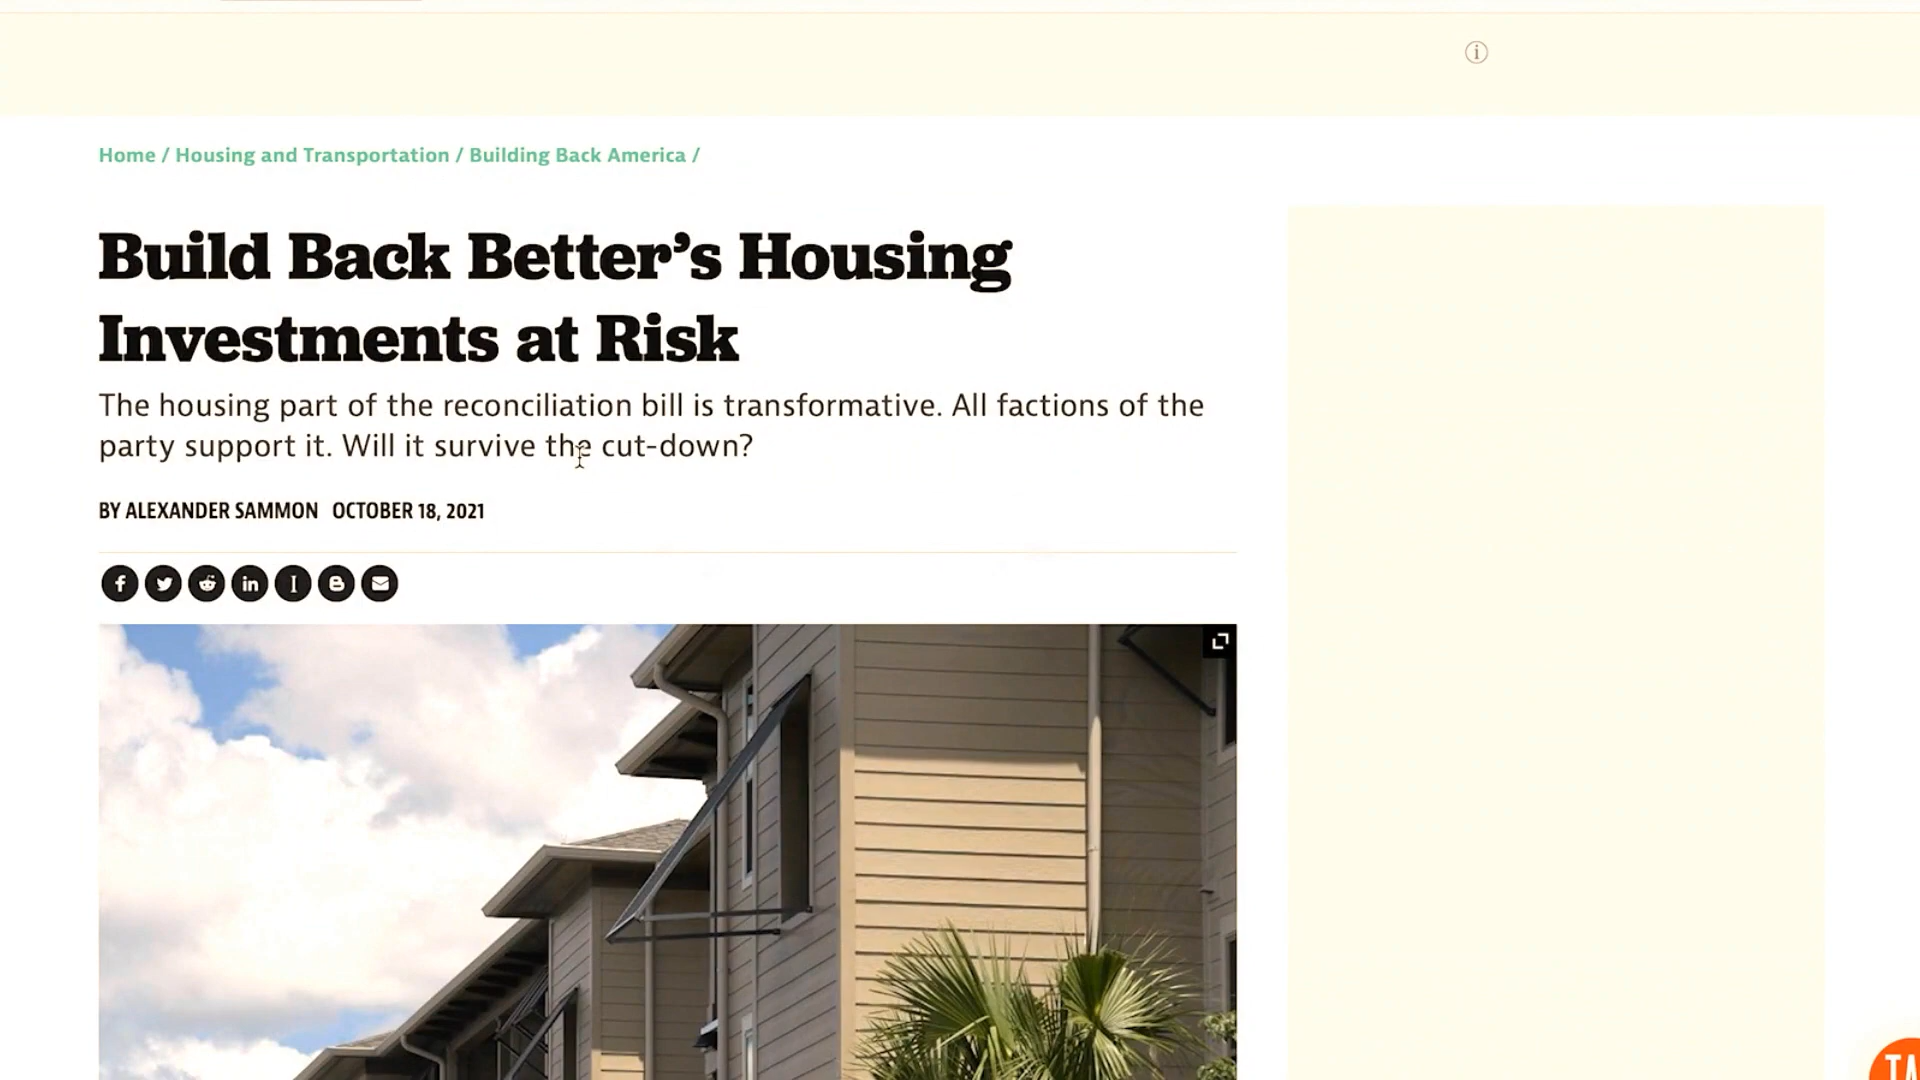 Home / Housing and Transportation / Building Back America /
Build Back Better’s Housing
Investments at Risk
The housing part of the reconciliation bill is transformative. All factions of the
party support it. Will it survive the cut-down?
BY ALEXANDER SAMMON OCTOBER 18, 2021
TA